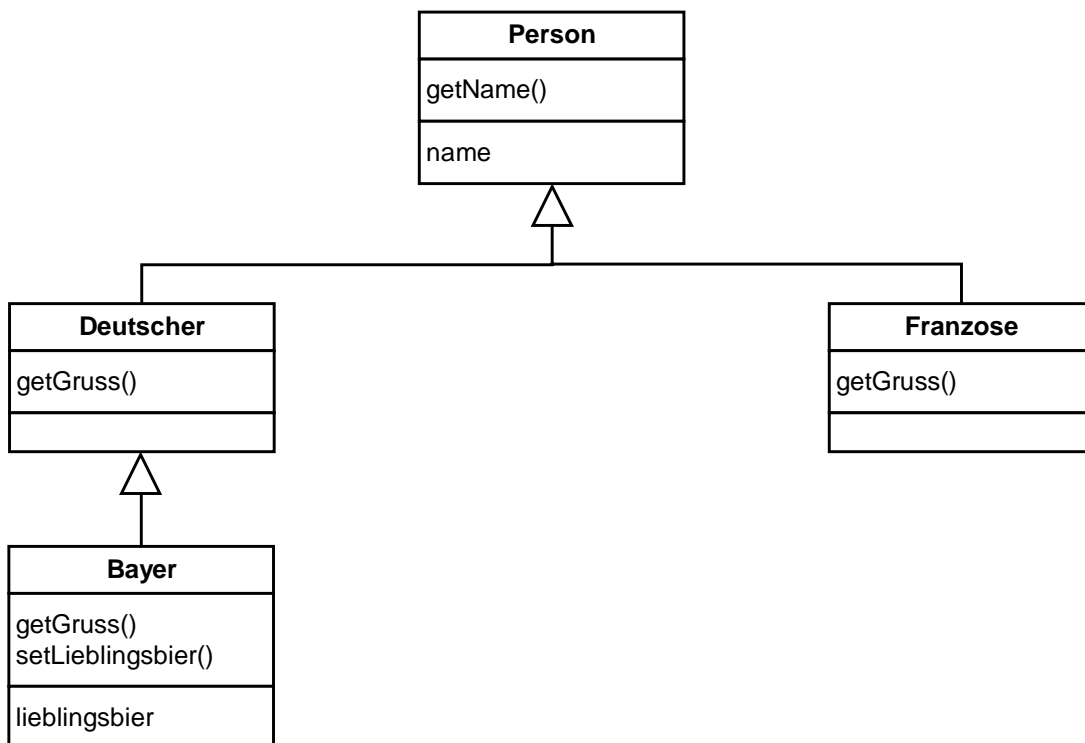 Person
getName()
name
Deutscher
getGruss()
Franzose
getGruss()
Bayer
getGruss()
setLieblingsbier()
lieblingsbier